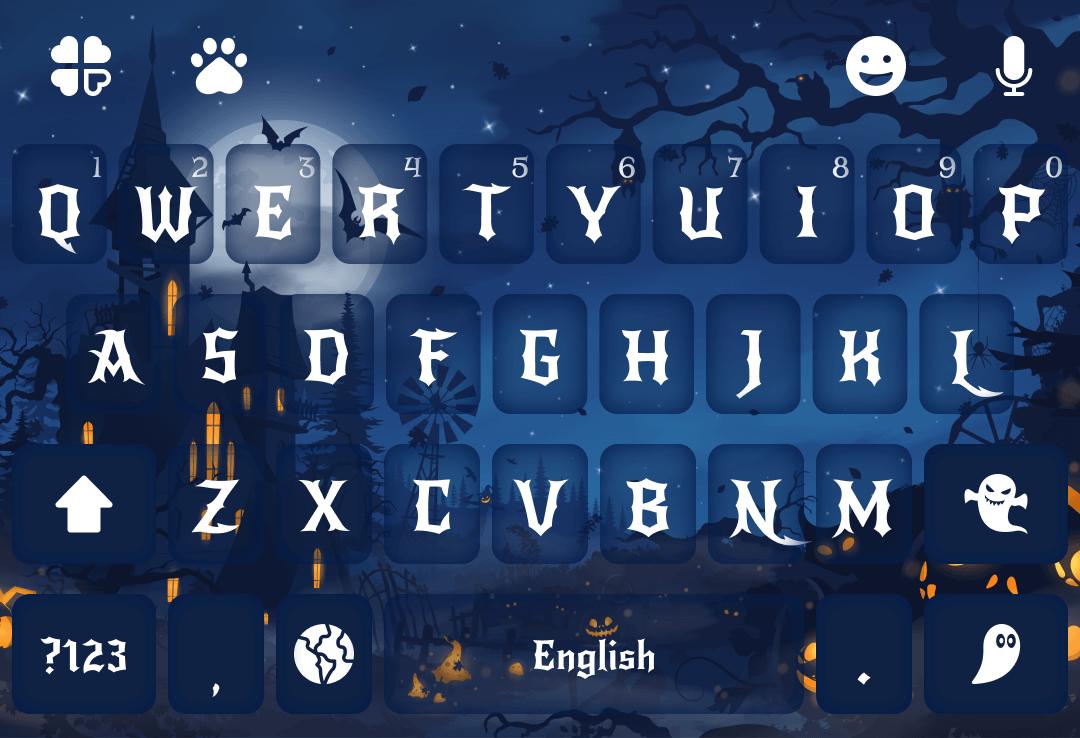 1 2 3 4 5 6 7 8 9 0
Q W E R T Y U I O P
A S D F G H J K L
Z X C V B N M
?123 , English .